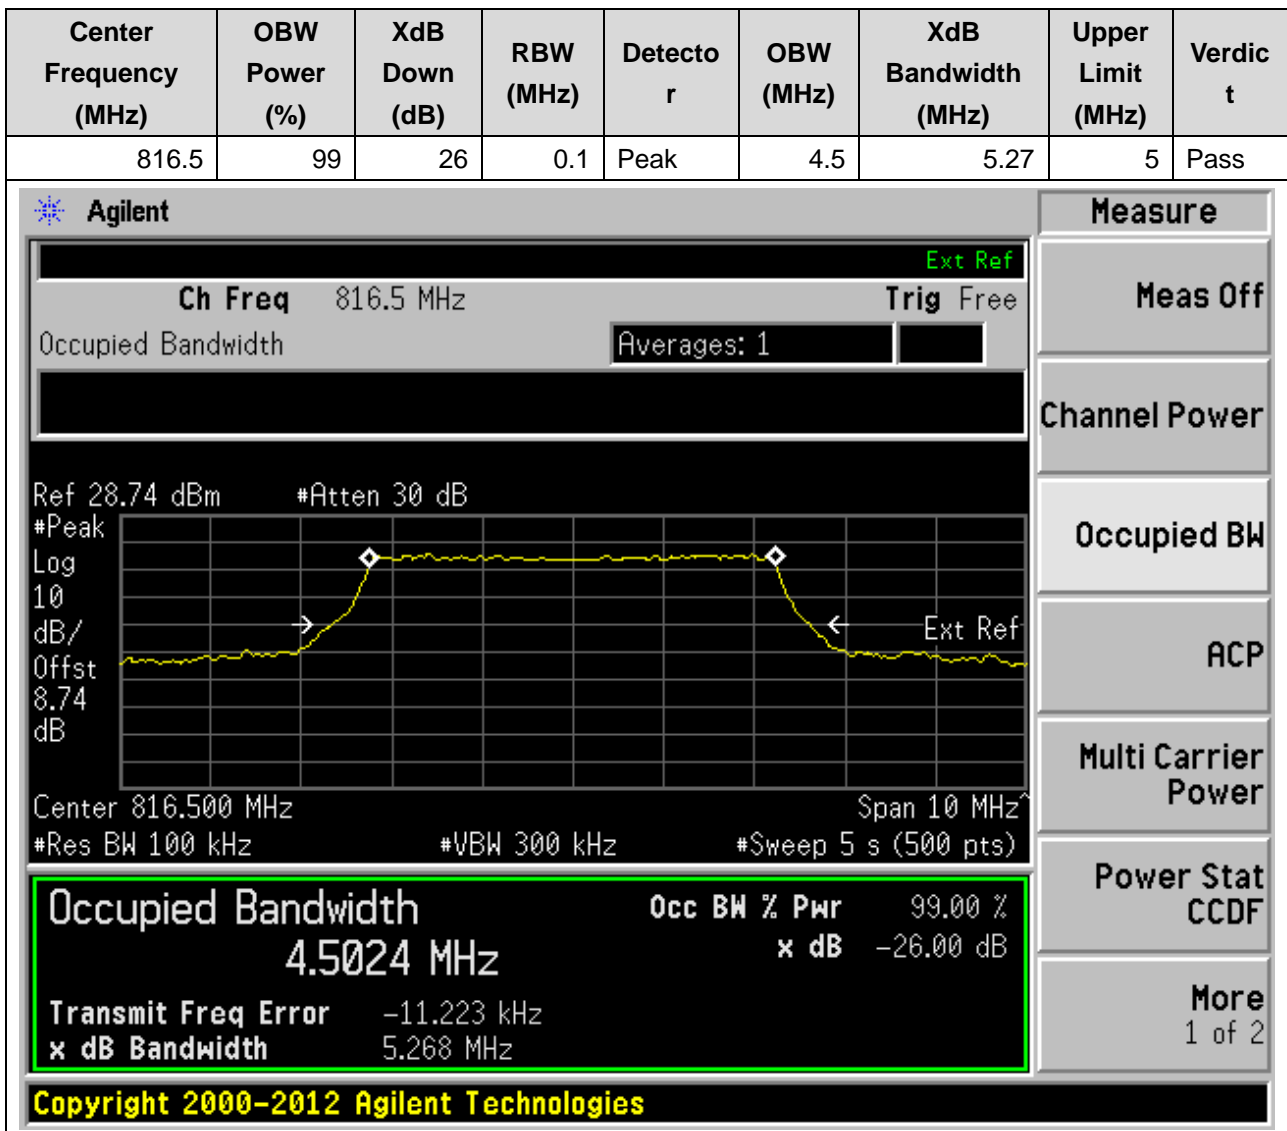 Center Frequency (MHz) OBW Power (%) XdB Down (dB) RBW (MHz) Detector OBW (MHz) XdB Bandwidth (MHz) Upper Limit (MHz) Verdict
816.5 99 26 0.1 Peak 4.5 5.27 5 Pass
Agilent
Ext Ref
Ch Freq 816.5 MHz Trig Free
Occupied Bandwidth Averages: 1
Ref 28.74 dBm #Atten 30 dB
#Peak
Log
10
dB/
Offst
8.74
dB
Ext Ref
Center 816.500 MHz Span 10 MHz^
#Res BW 100 kHz #VBW 300 kHz #Sweep 5 s (500 pts)
Occupied Bandwidth Occ BW % Pwr 99.00 %
4.5024 MHz x dB -26.00 dB
Transmit Freq Error -11.223 kHz
x dB Bandwidth 5.268 MHz
Copyright 2000-2012 Agilent Technologies
Measure
Meas Off
Channel Power
Occupied BW
ACP
Multi Carrier
Power
Power Stat
CCDF
More
1 of 2